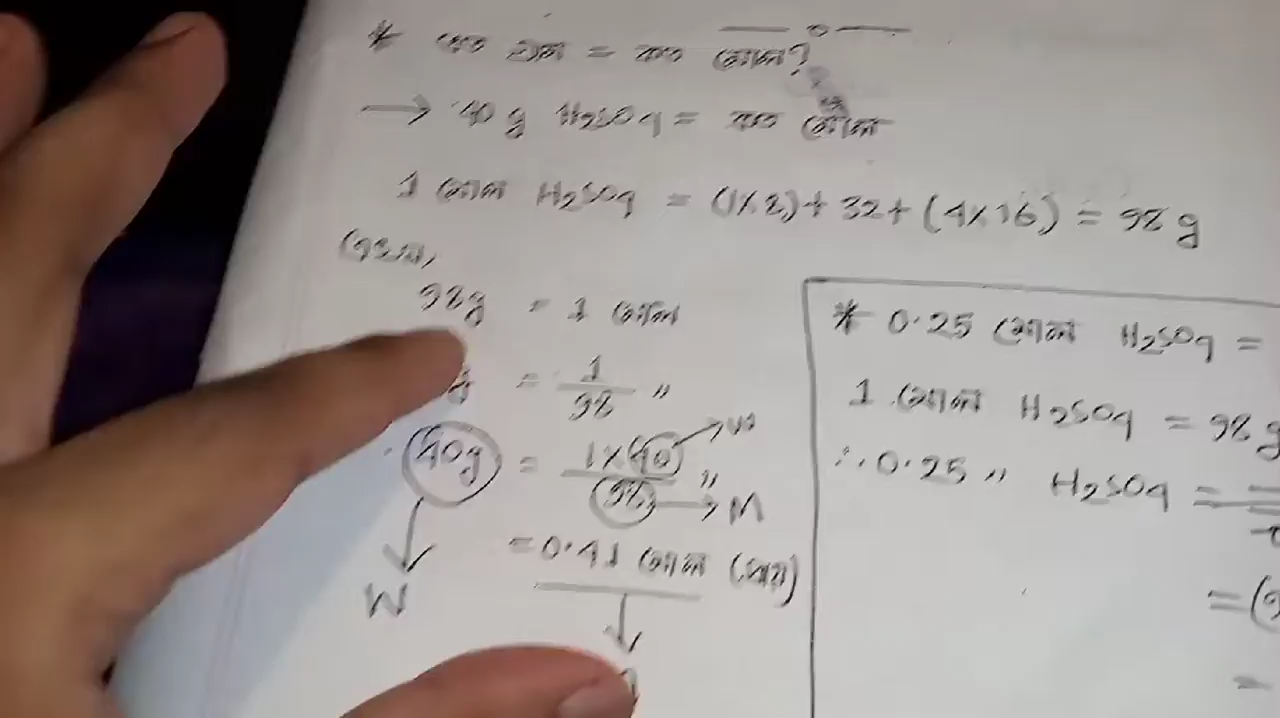 * কত গ্রাম = কত মোল?
→ 40 g H₂SO₄ = কত মোল
1 মোল H₂SO₄ = (1×2) + 32 + (4×16) = 98 g
98g = 1 মোল
g = 1/98 "
40g = 1×40/98 " → W → M
= 0.41 মোল (প্রায়)
W
* 0.25 মোল H₂SO₄ =
1 মোল H₂SO₄ = 98 g
∴ 0.25 " H₂SO₄ =
= (9
=